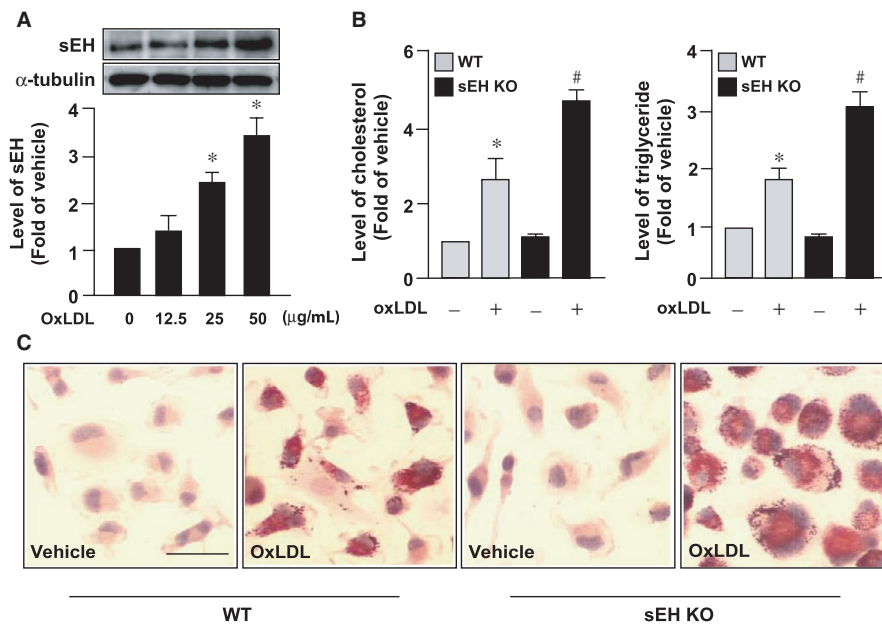 A
sEH
α-tubulin
Level of sEH
(Fold of vehicle)
4
3
2
1
0
*
*
OxLDL 0 12.5 25 50 (μg/mL)
B
Level of cholesterol
(Fold of vehicle)
6
4
2
0
WT
sEH KO
*
#
oxLDL – + – +
Level of triglyceride
(Fold of vehicle)
4
3
2
1
0
WT
sEH KO
*
#
oxLDL – + – +
C
Vehicle
OxLDL
Vehicle
OxLDL
WT
sEH KO